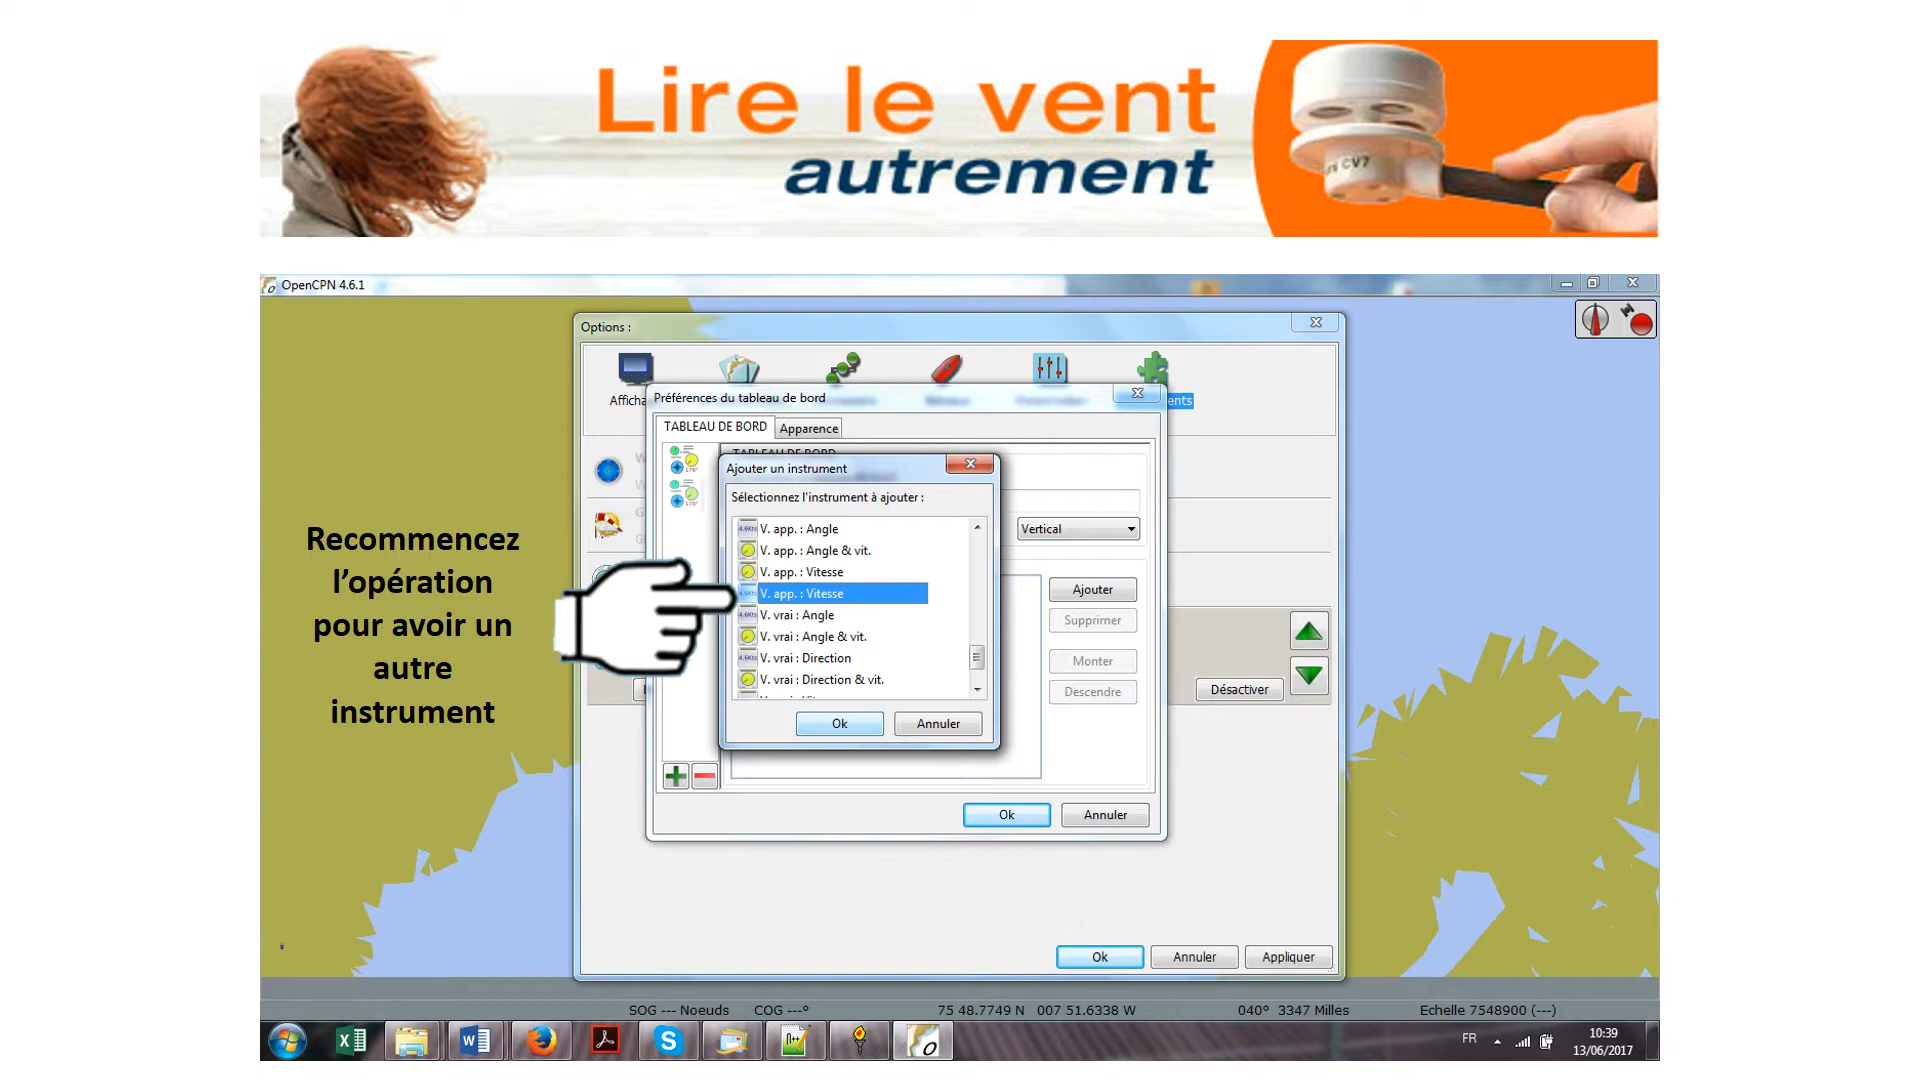 Lire le vent
autrement
CV7
OpenCPN 4.6.1
Options :
Préférences du tableau de bord
TABLEAU DE BORD
Apparence
TABLEAU DE BORD
Ajouter un instrument
Sélectionnez l'instrument à ajouter :
V. app. : Angle
V. app. : Angle & vit.
V. app. : Vitesse
V. app. : Vitesse
V. vrai : Angle
V. vrai : Angle & vit.
V. vrai : Direction
V. vrai : Direction & vit.
Ok
Annuler
Vertical
Ajouter
Supprimer
Monter
Descendre
Désactiver
Ok
Annuler
Ok
Annuler
Appliquer
Recommencez
l'opération
pour avoir un
autre
instrument
SOG --- Noeuds COG ---° 75 48.7749 N 007 51.6338 W 040° 3347 Milles Echelle 7548900 (---)
FR
10:39
13/06/2017